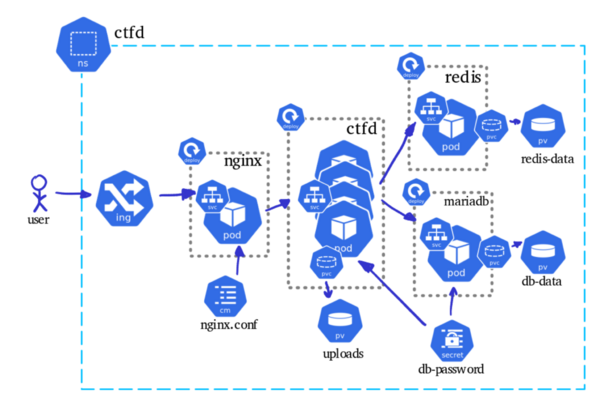 ctfd
ns
deploy
redis
svc
pod
pvc
pv
redis-data
deploy
ctfd
deploy
nginx
svc
pod
svc
pod
pvc
pv
uploads
deploy
mariadb
svc
pod
pvc
pv
db-data
user
ing
cm
nginx.conf
secret
db-password